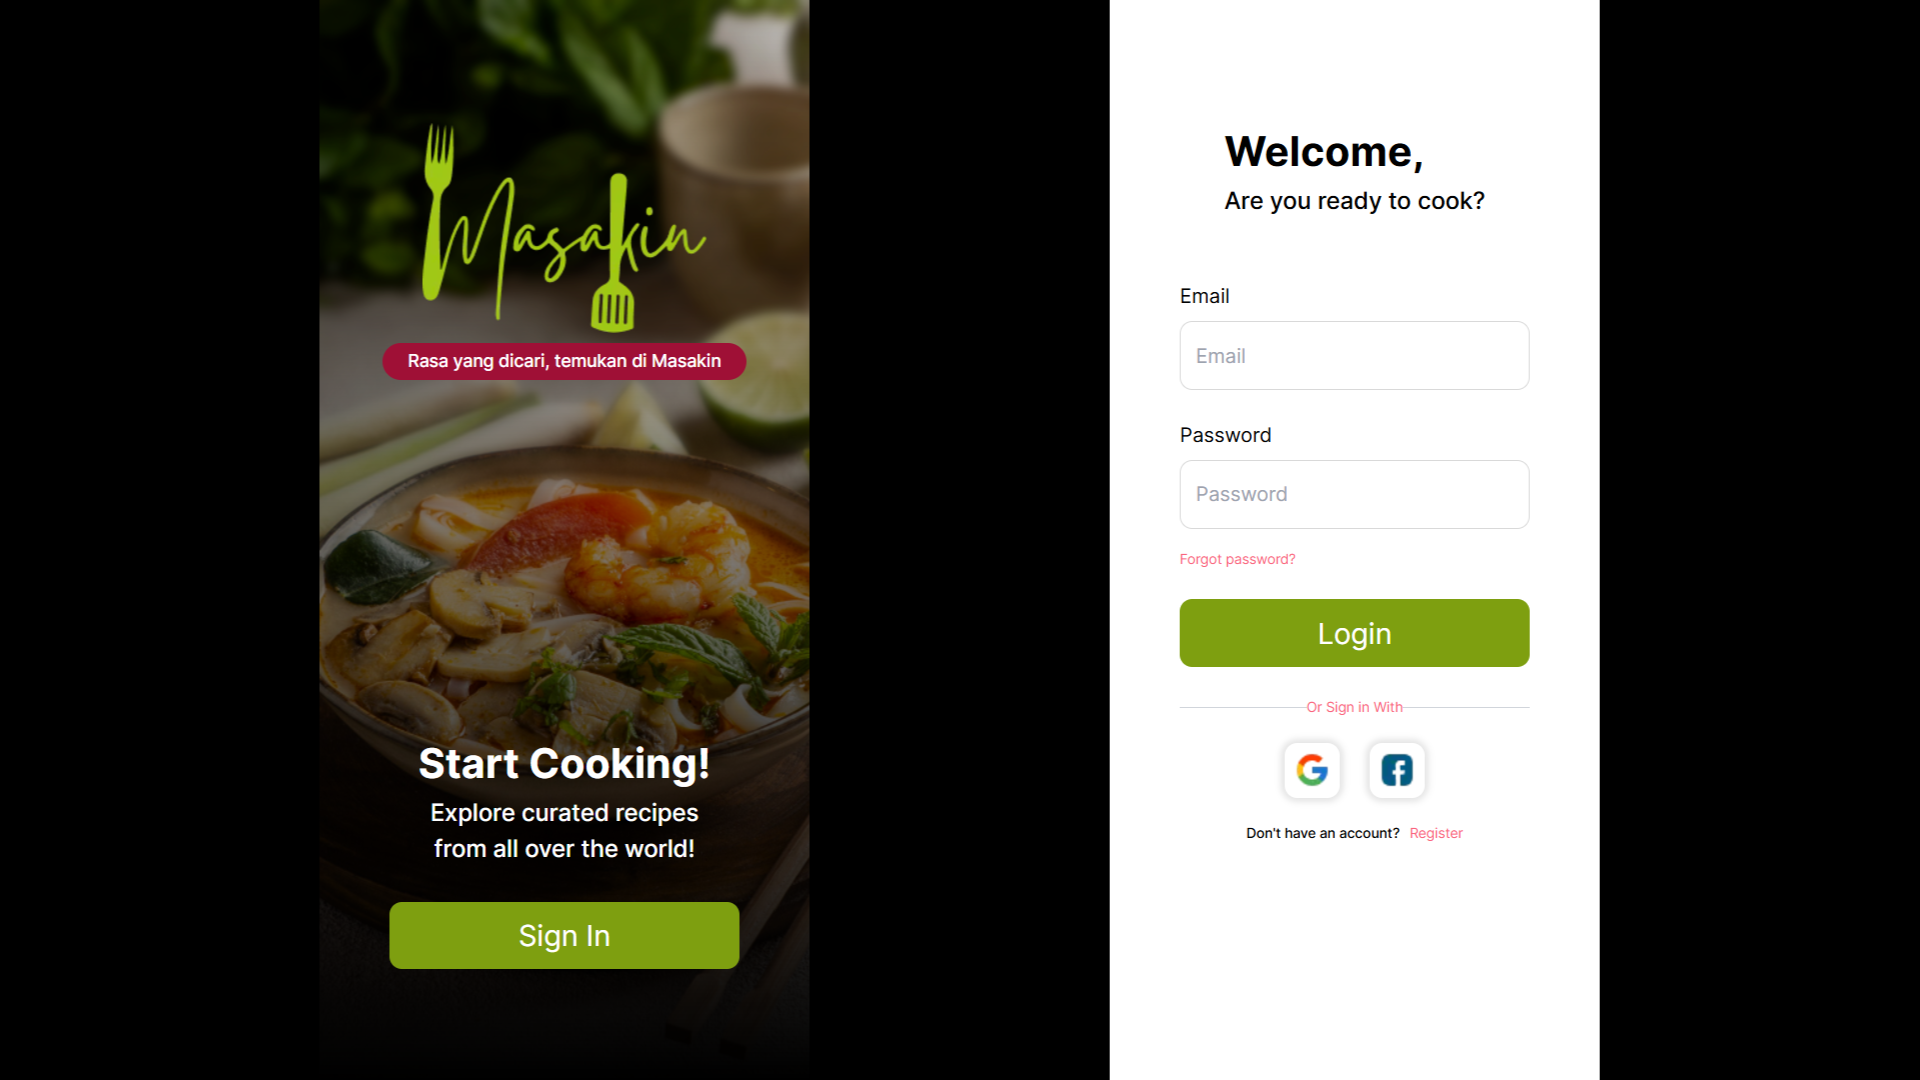 Masakin
Rasa yang dicari, temukan di Masakin
Start Cooking!
Explore curated recipes
from all over the world!
Sign In
Welcome,
Are you ready to cook?
Email
Email
Password
Password
Forgot password?
Login
Or Sign in With
Don't have an account? Register